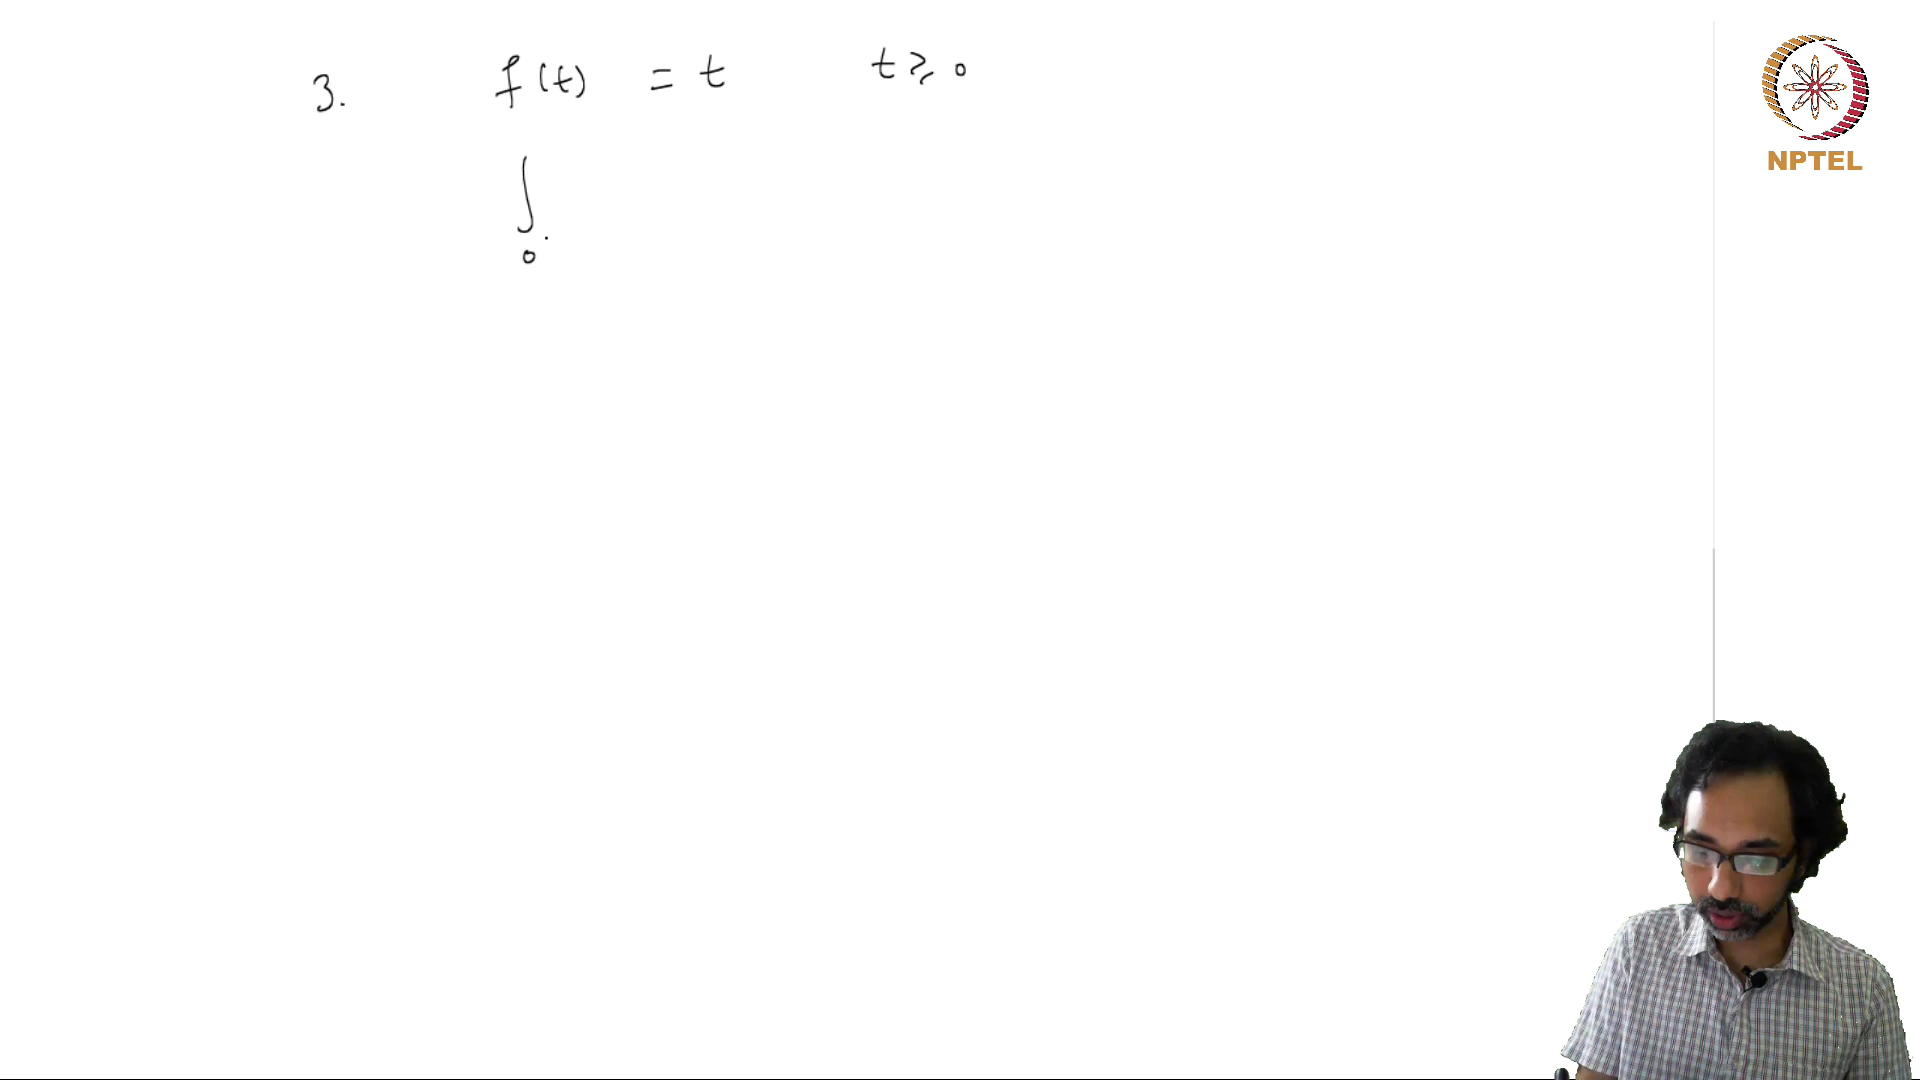 3. f(t) = t t ⩾ 0
∫
0
NPTEL